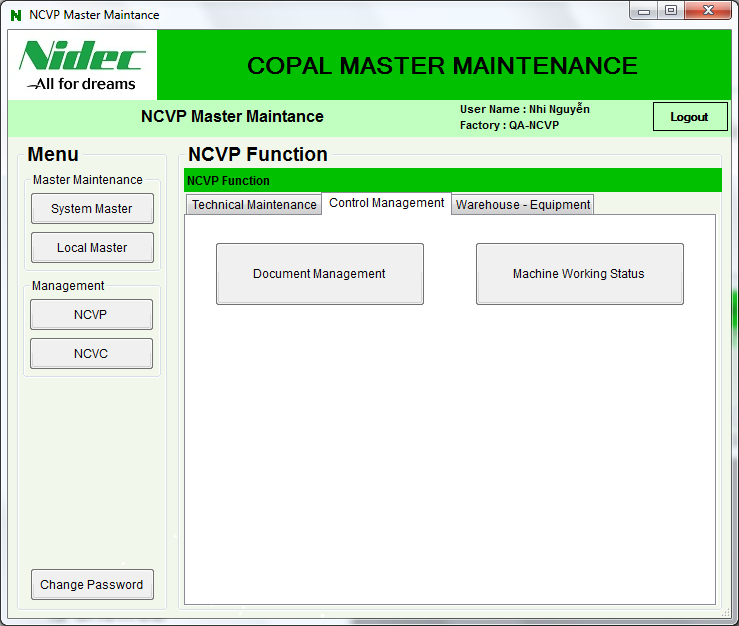 NCVP Master Maintance
Nidec
All for dreams
COPAL MASTER MAINTENANCE
NCVP Master Maintance
User Name : Nhi Nguyễn
Factory : QA-NCVP
Logout
Menu
Master Maintenance
System Master
Local Master
Management
NCVP
NCVC
Change Password
NCVP Function
NCVP Function
Technical Maintenance Control Management Warehouse - Equipment
Document Management Machine Working Status